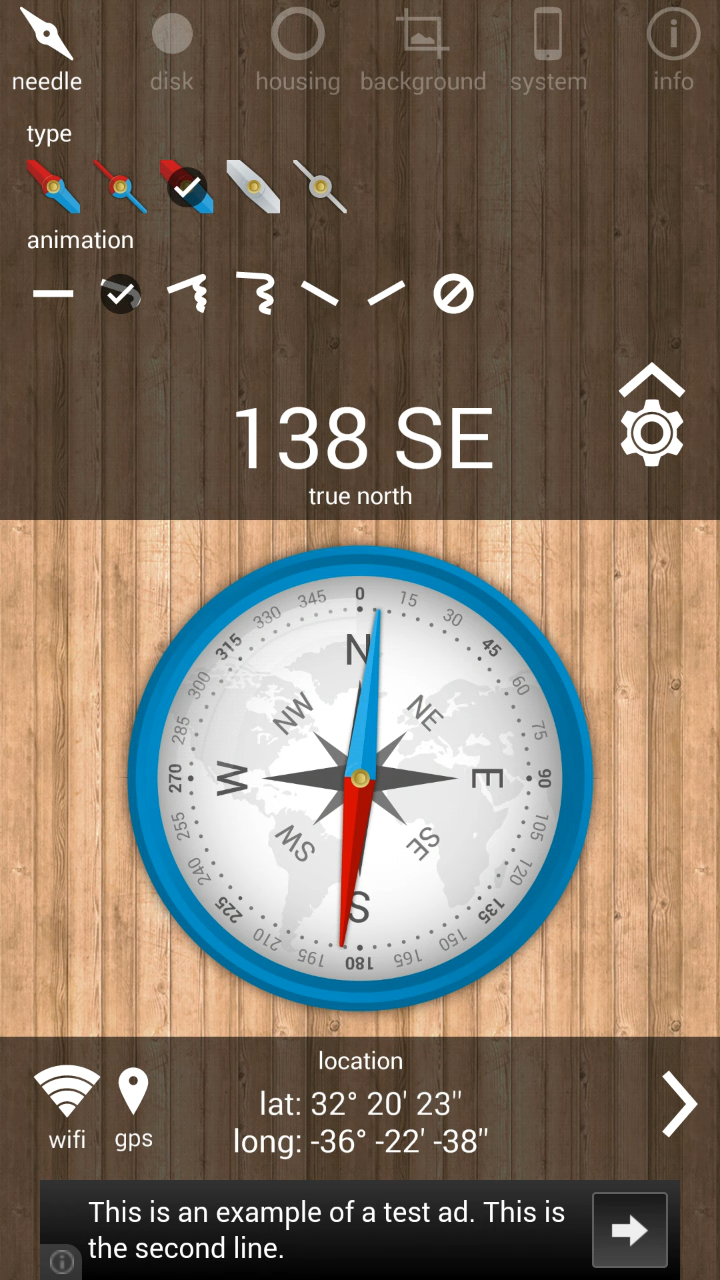 needle disk housing background system info
type
animation
138 SE
true north
0
15
30
45
60
75
90
105
120
135
150
165
180
195
210
225
240
255
270
285
300
315
330
345
N
NE
E
SE
S
SW
W
NW
location
lat: 32° 20' 23"
long: -36° -22' -38"
wifi gps
This is an example of a test ad. This is
the second line.